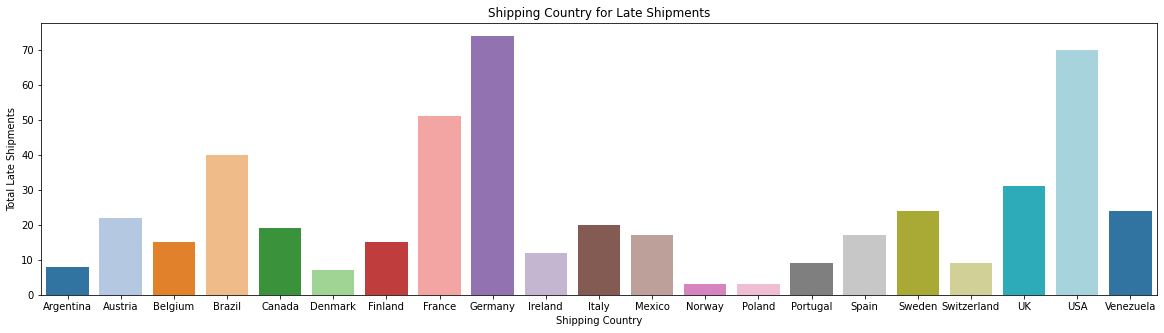 Shipping Country for Late Shipments
Total Late Shipments
70
60
50
40
30
20
10
0
Argentina Austria Belgium Brazil Canada Denmark Finland France Germany Ireland Italy Mexico Norway Poland Portugal Spain Sweden Switzerland UK USA Venezuela
Shipping Country